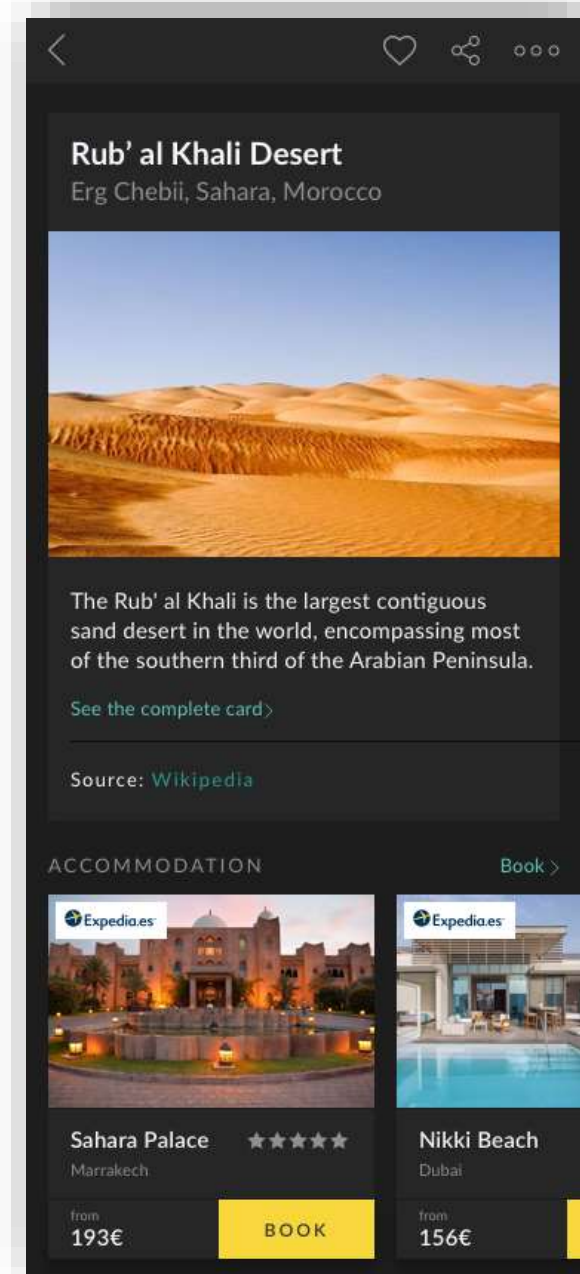 Rub’ al Khali Desert
Erg Chebii, Sahara, Morocco
The Rub' al Khali is the largest contiguous
sand desert in the world, encompassing most
of the southern third of the Arabian Peninsula.
See the complete card
Source: Wikipedia
ACCOMMODATION
Book
Expedia.es
Sahara Palace
Marrakech
from
193€
BOOK
Expedia.es
Nikki Beach
Dubai
from
156€